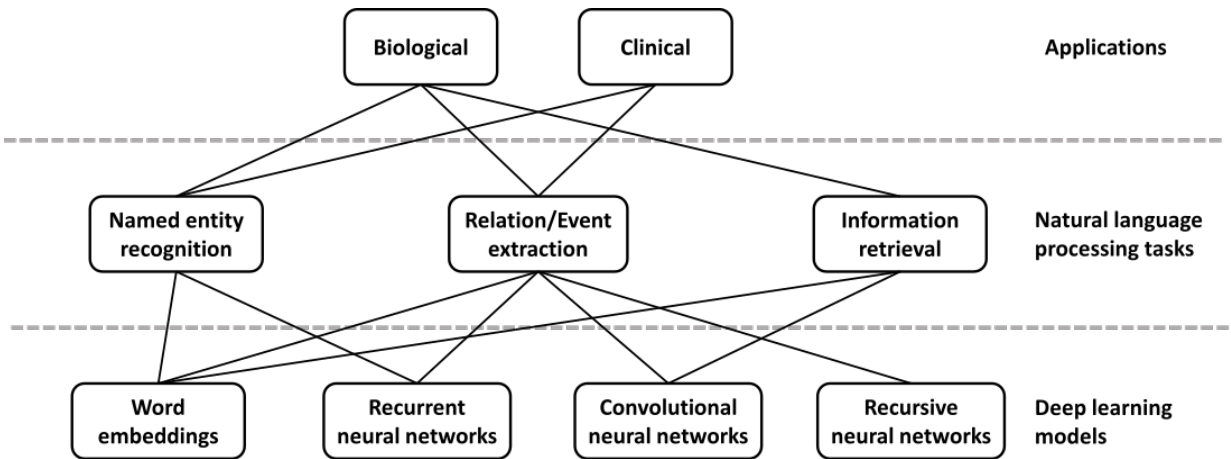 Biological
Clinical
Applications
Named entity
recognition
Relation/Event
extraction
Information
retrieval
Natural language
processing tasks
Word
embeddings
Recurrent
neural networks
Convolutional
neural networks
Recursive
neural networks
Deep learning
models